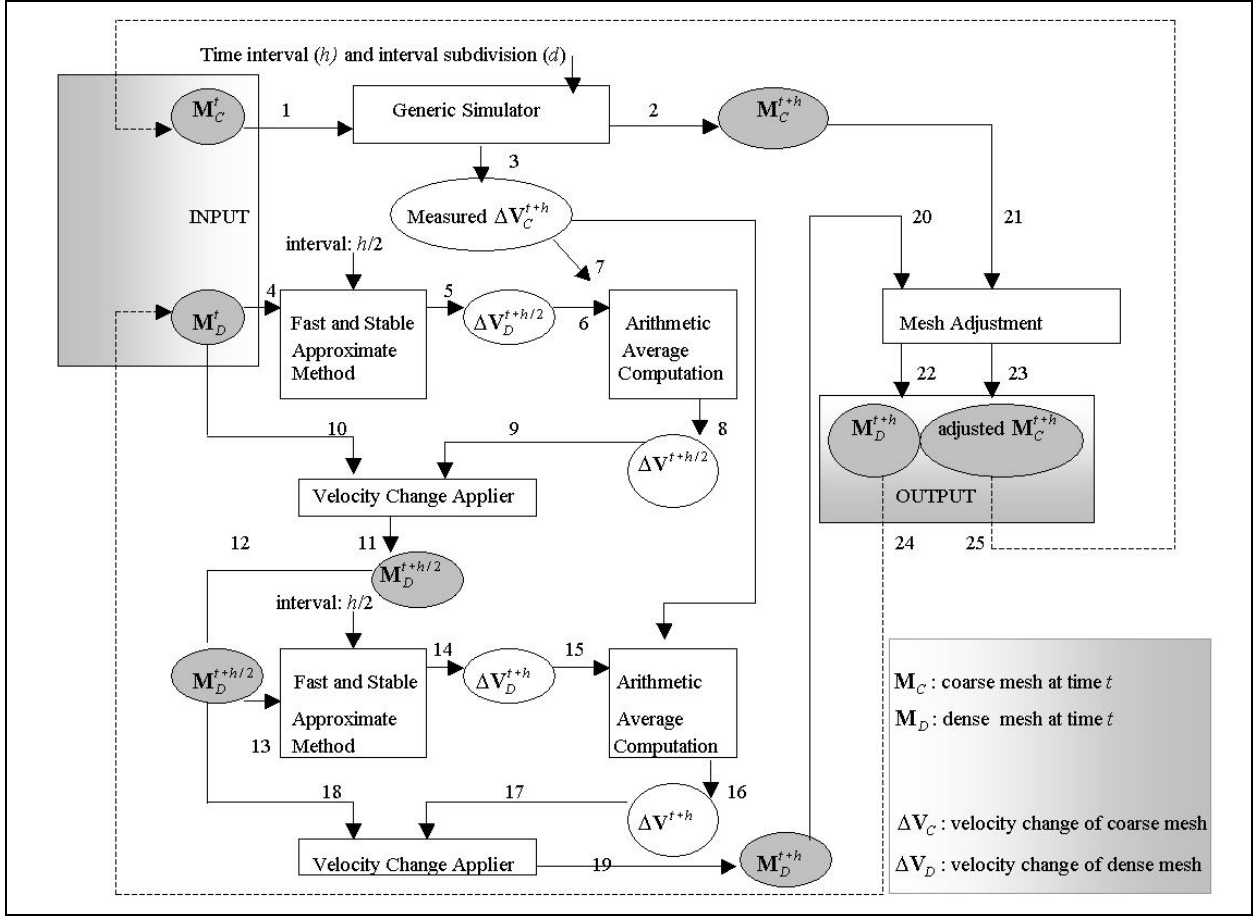 Time interval (h) and interval subdivision (d)
M_C^t
1
Generic Simulator
2
M_C^{t+h}
3
INPUT
Measured ΔV_C^{t+h}
20
21
interval: h/2
7
4
5
M_D^t
Fast and Stable
Approximate
Method
ΔV_D^{t+h/2}
6
Arithmetic
Average
Computation
Mesh Adjustment
22
23
10
9
8
ΔV^{t+h/2}
M_D^{t+h}
adjusted M_C^{t+h}
Velocity Change Applier
OUTPUT
12
11
24
25
M_D^{t+h/2}
interval: h/2
14
15
M_D^{t+h/2}
Fast and Stable
Approximate
Method
ΔV_D^{t+h}
Arithmetic
Average
Computation
13
M_C : coarse mesh at time t
M_D : dense mesh at time t
18
17
16
ΔV^{t+h}
Velocity Change Applier
19
M_D^{t+h}
ΔV_C : velocity change of coarse mesh
ΔV_D : velocity change of dense mesh